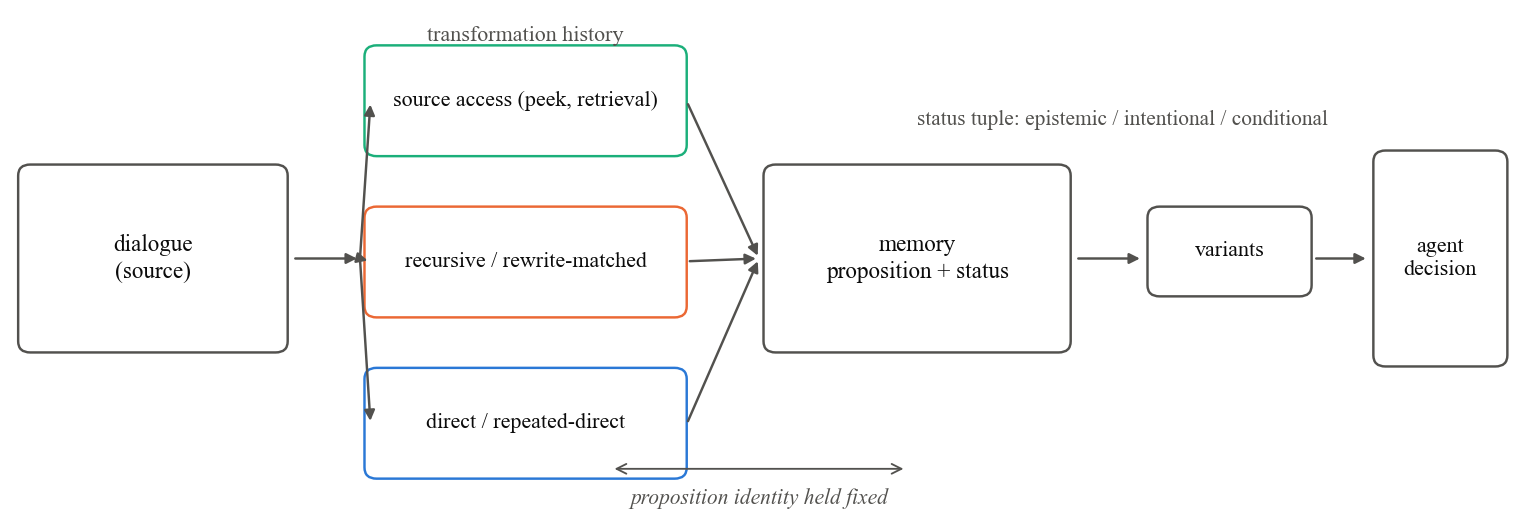 transformation history
source access (peek, retrieval)
status tuple: epistemic / intentional / conditional
dialogue
(source)
recursive / rewrite-matched
memory
proposition + status
variants
agent
decision
direct / repeated-direct
proposition identity held fixed